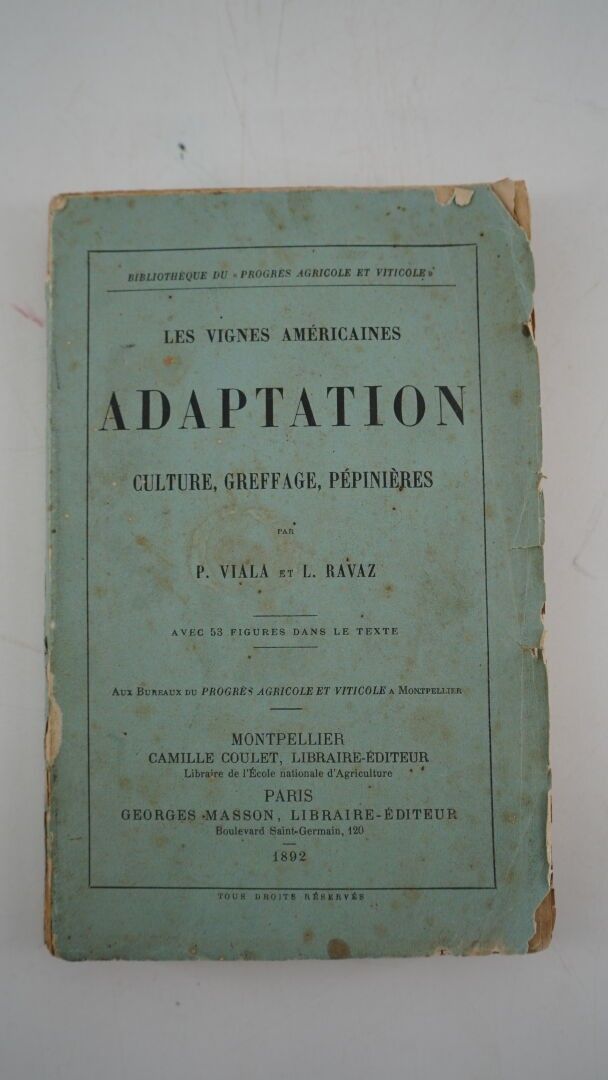 BIBLIOTHÈQUE DU « PROGRÈS AGRICOLE ET VITICOLE »
LES VIGNES AMÉRICAINES
ADAPTATION
CULTURE, GREFFAGE, PÉPINIÈRES
PAR
P. VIALA ET L. RAVAZ
AVEC 53 FIGURES DANS LE TEXTE
AUX BUREAUX DU PROGRÈS AGRICOLE ET VITICOLE A MONTPELLIER
MONTPELLIER
CAMILLE COULET, LIBRAIRE-ÉDITEUR
Libraire de l'École nationale d'Agriculture
PARIS
GEORGES MASSON, LIBRAIRE-ÉDITEUR
Boulevard Saint-Germain, 120
1892
TOUS DROITS RÉSERVÉS